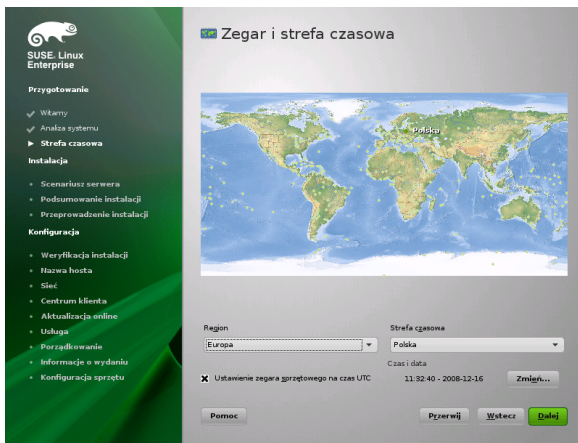 SUSE. Linux
Enterprise
Przygotowanie
Witamy
Analiza systemu
Strefa czasowa
Instalacja
Scenariusz serwera
Podsumowanie instalacji
Przeprowadzenie instalacji
Konfiguracja
Weryfikacja instalacji
Nazwa hosta
Sieć
Centrum klienta
Aktualizacja online
Usługa
Porządkowanie
Informacje o wydaniu
Konfiguracja sprzętu
Zegar i strefa czasowa
Polska
Region
Europa
Strefa czasowa
Polska
Ustawienie zegara sprzętowego na czas UTC
Czas i data
11:32:40 - 2008-12-16
Zmień...
Pomoc
Przerwij
Wstecz
Dalej